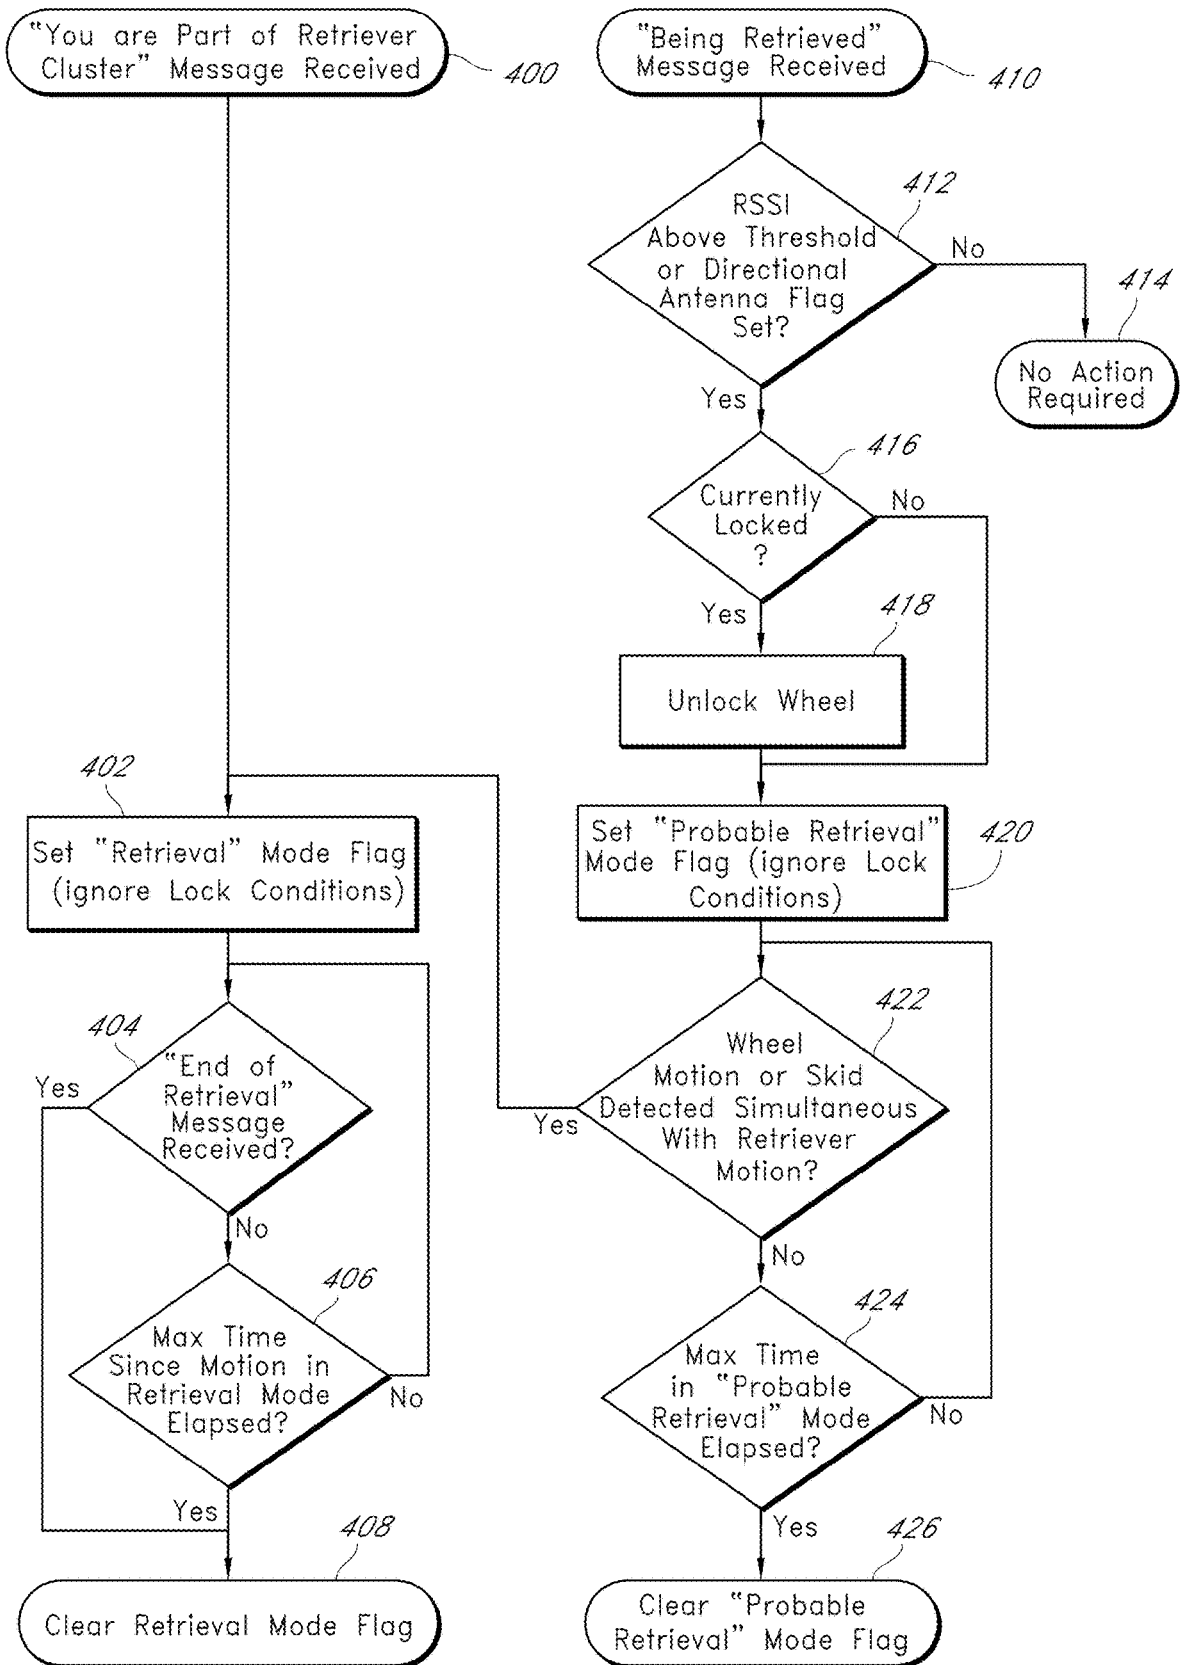 "You are Part of Retriever
Cluster" Message Received
400
"Being Retrieved"
Message Received
410
412
RSSI
Above Threshold
or Directional
Antenna Flag
Set?
No
414
No Action
Required
Yes
416
Currently
Locked
?
No
Yes
418
Unlock Wheel
402
Set "Retrieval" Mode Flag
(ignore Lock Conditions)
Set "Probable Retrieval"
Mode Flag (ignore Lock
Conditions)
420
404
"End of
Retrieval"
Message
Received?
Yes
No
422
Wheel
Motion or Skid
Detected Simultaneous
With Retriever
Motion?
Yes
No
406
Max Time
Since Motion in
Retrieval Mode
Elapsed?
No
Yes
424
Max Time
in "Probable
Retrieval" Mode
Elapsed?
No
Yes
408
Clear Retrieval Mode Flag
426
Clear "Probable
Retrieval" Mode Flag